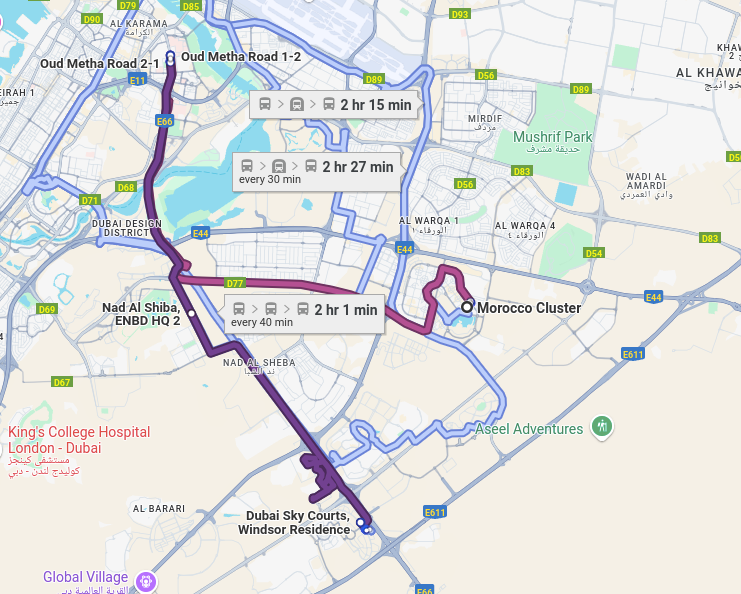 D79
D85
D90
AL KARAMA
الكرامة
D93
Oud Metha Road 2-1
Oud Metha Road 1-2
E11
D89
D56
D89
AL KHAWA
خوانيج
2 hr 15 min
E66
MIRDIF
مردف
Mushrif Park
حديقة مشرف
2 hr 27 min
every 30 min
D83
D56
WADI AL
AMARDI
وادي العمردي
D68
D71
DUBAI DESIGN
DISTRICT
E44
AL WARQA 1
الورقاء ١
AL WARQA 4
الورقاء ٤
D83
E44
D54
D77
E44
Nad Al Shiba,
ENBD HQ 2
D69
2 hr 1 min
every 40 min
Morocco Cluster
E611
NAD AL SHEBA
ند الشبا
D67
King's College Hospital
London - Dubai
مستشفى كينجز
كوليدج لندن - دبي
Aseel Adventures
AL BARARI
Dubai Sky Courts,
Windsor Residence
E611
Global Village
القرية العالمية دبي
E66